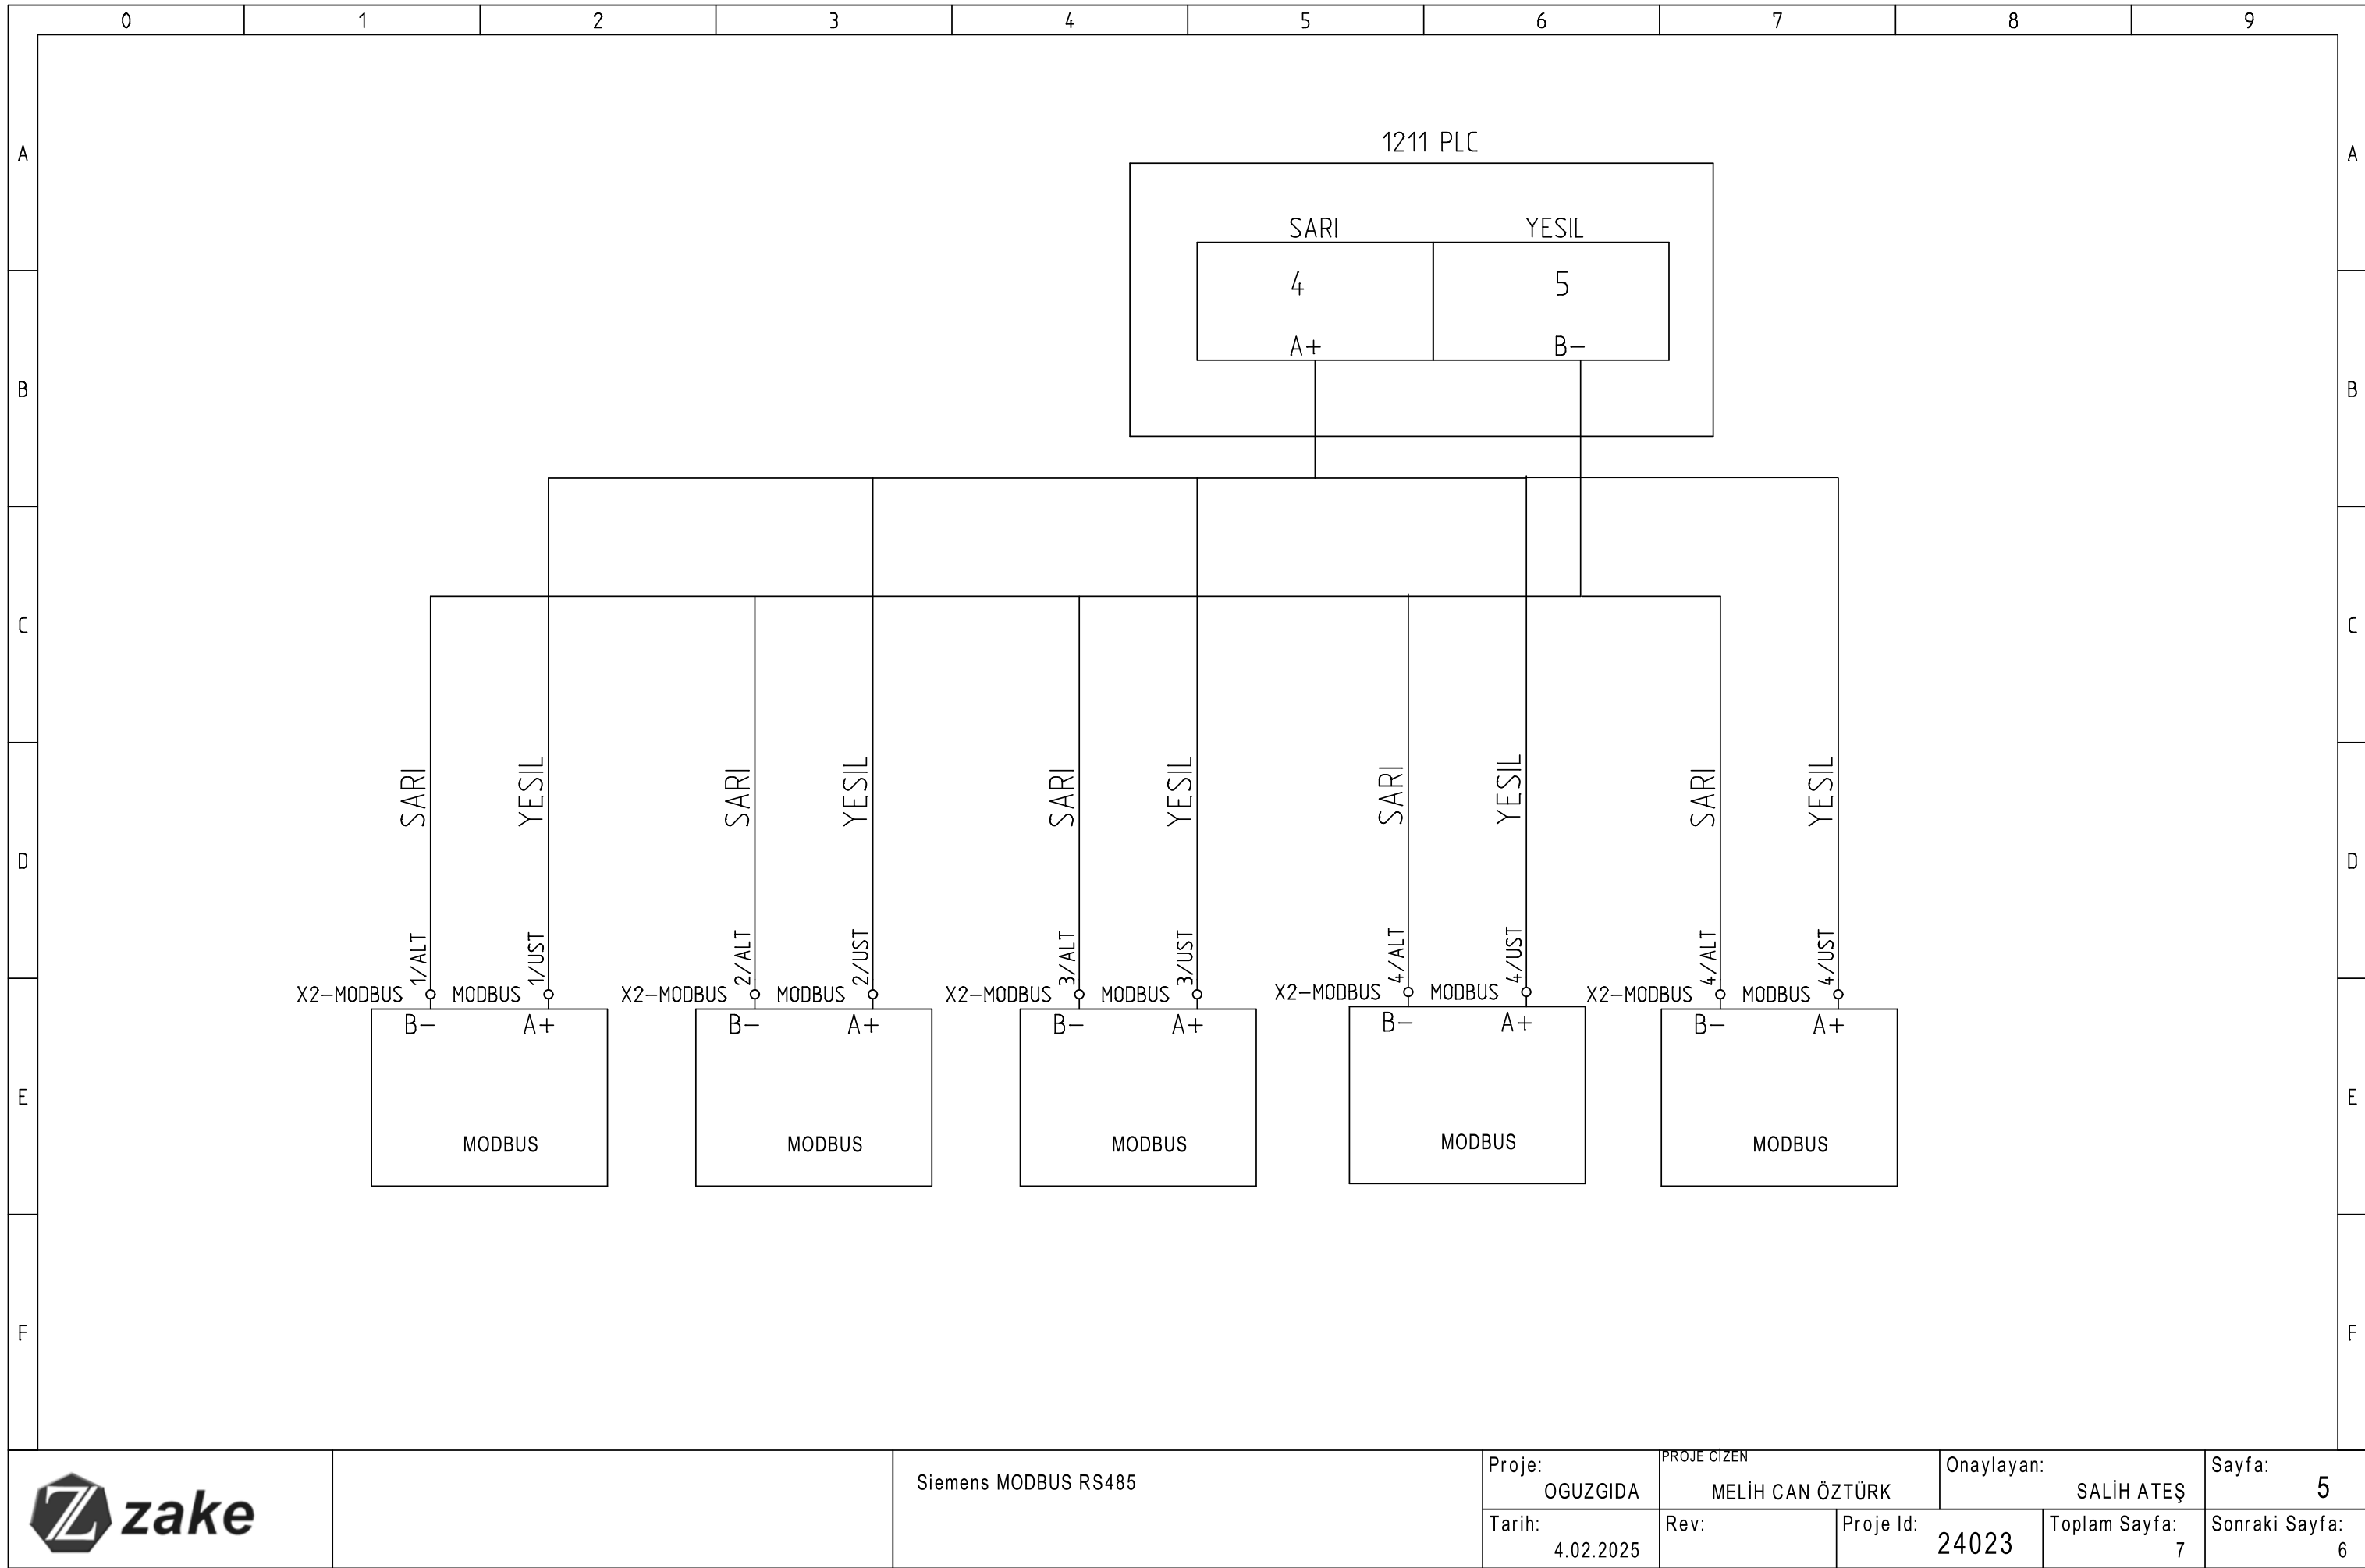 0 1 2 3 4 5 6 7 8 9
1211 PLC
A A
SARI YESIL
4 5
A+ B-
B B
C C
SARI YESIL SARI YESIL SARI YESIL SARI YESIL SARI YESIL
D D
1/ALT 1/UST 2/ALT 2/UST 3/ALT 3/UST 4/ALT 4/UST 4/ALT 4/UST
X2-MODBUS MODBUS X2-MODBUS MODBUS X2-MODBUS MODBUS X2-MODBUS MODBUS X2-MODBUS MODBUS
B- A+ B- A+ B- A+ B- A+ B- A+
E E
MODBUS MODBUS MODBUS MODBUS MODBUS
F F
zake
Siemens MODBUS RS485
Proje:
OGUZGIDA
PROJE CİZEN
MELİH CAN ÖZTÜRK
Onaylayan:
SALİH ATEŞ
Sayfa:
5
Tarih:
4.02.2025
Rev:
Proje Id:
24023
Toplam Sayfa:
7
Sonraki Sayfa:
6